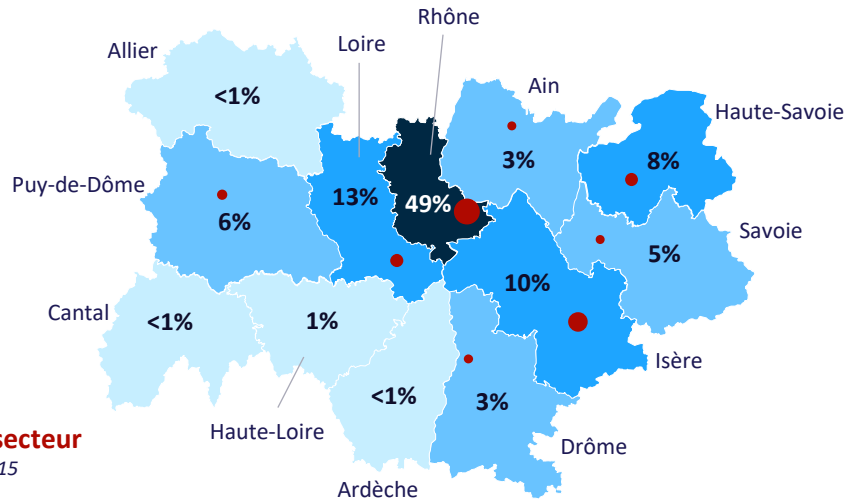 Rhône
Loire
Allier
Ain
<1%
Haute-Savoie
3%
8%
Puy-de-Dôme
13%
49%
6%
Savoie
5%
10%
Cantal
<1%
1%
Isère
<1%
3%
Haute-Loire
secteur
Drôme
15
Ardèche